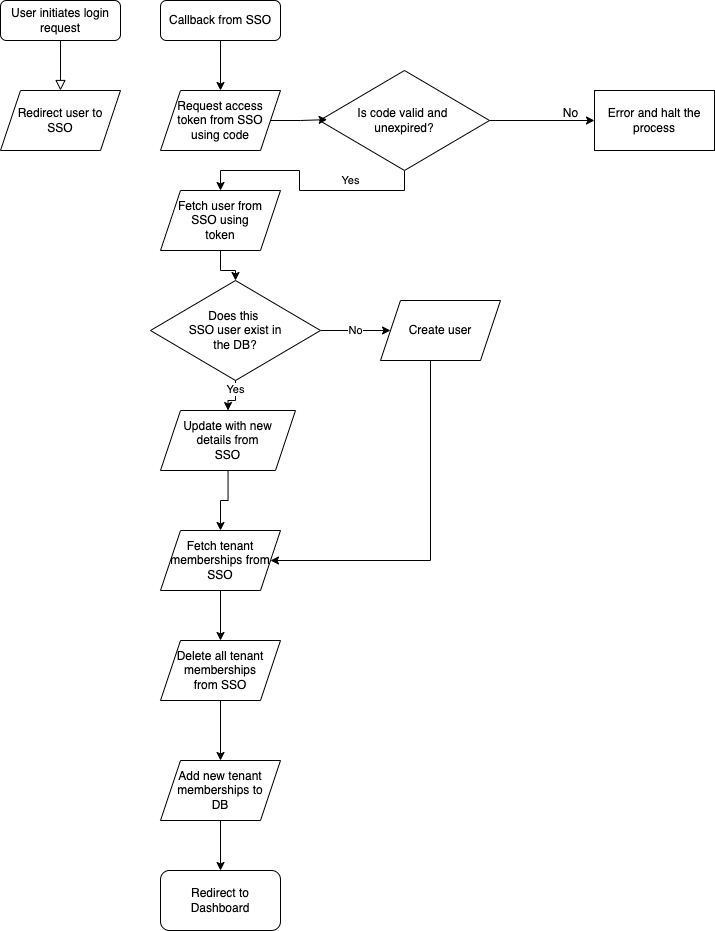 User initiates login
request
Callback from SSO
Redirect user to
SSO
Request access
token from SSO
using code
Is code valid and
unexpired?
No
Error and halt the
process
Yes
Fetch user from
SSO using
token
Does this
SSO user exist in
the DB?
No
Create user
Yes
Update with new
details from
SSO
Fetch tenant
memberships from
SSO
Delete all tenant
memberships
from SSO
Add new tenant
memberships to
DB
Redirect to
Dashboard